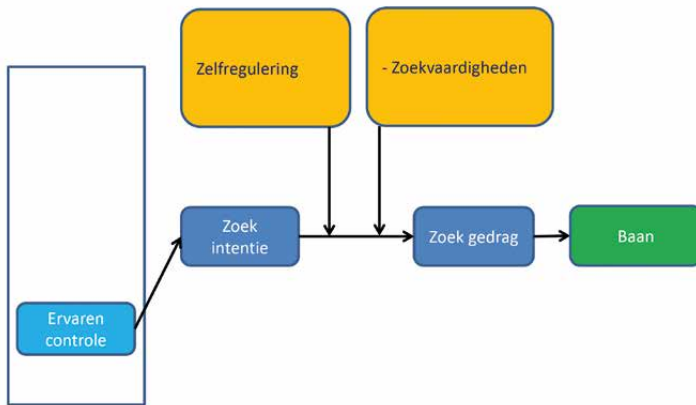 Zelfregulering
- Zoekvaardigheden
Zoek
intentie
Zoek gedrag
Baan
Ervaren
controle